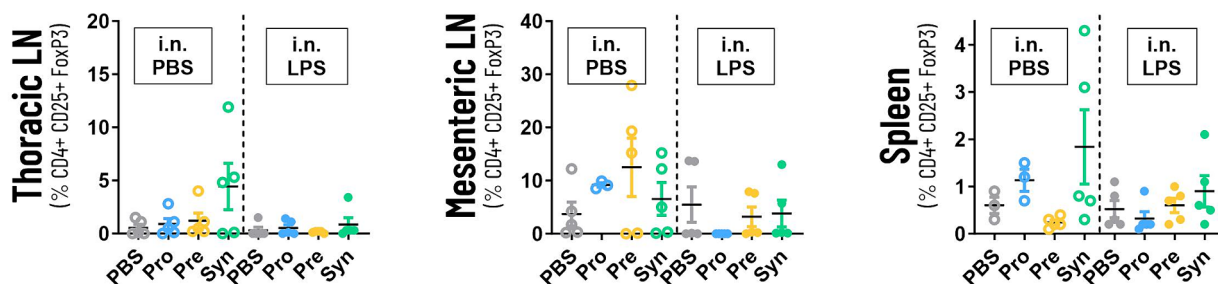 Thoracic LN
(% CD4+ CD25+ FoxP3)
20
15
10
5
0
i.n.
PBS
i.n.
LPS
PBS
Pro
Pre
Syn
PBS
Pro
Pre
Syn
Mesenteric LN
(% CD4+ CD25+ FoxP3)
40
30
20
10
0
i.n.
PBS
i.n.
LPS
PBS
Pro
Pre
Syn
PBS
Pro
Pre
Syn
Spleen
(% CD4+ CD25+ FoxP3)
4
3
2
1
0
i.n.
PBS
i.n.
LPS
PBS
Pro
Pre
Syn
PBS
Pro
Pre
Syn